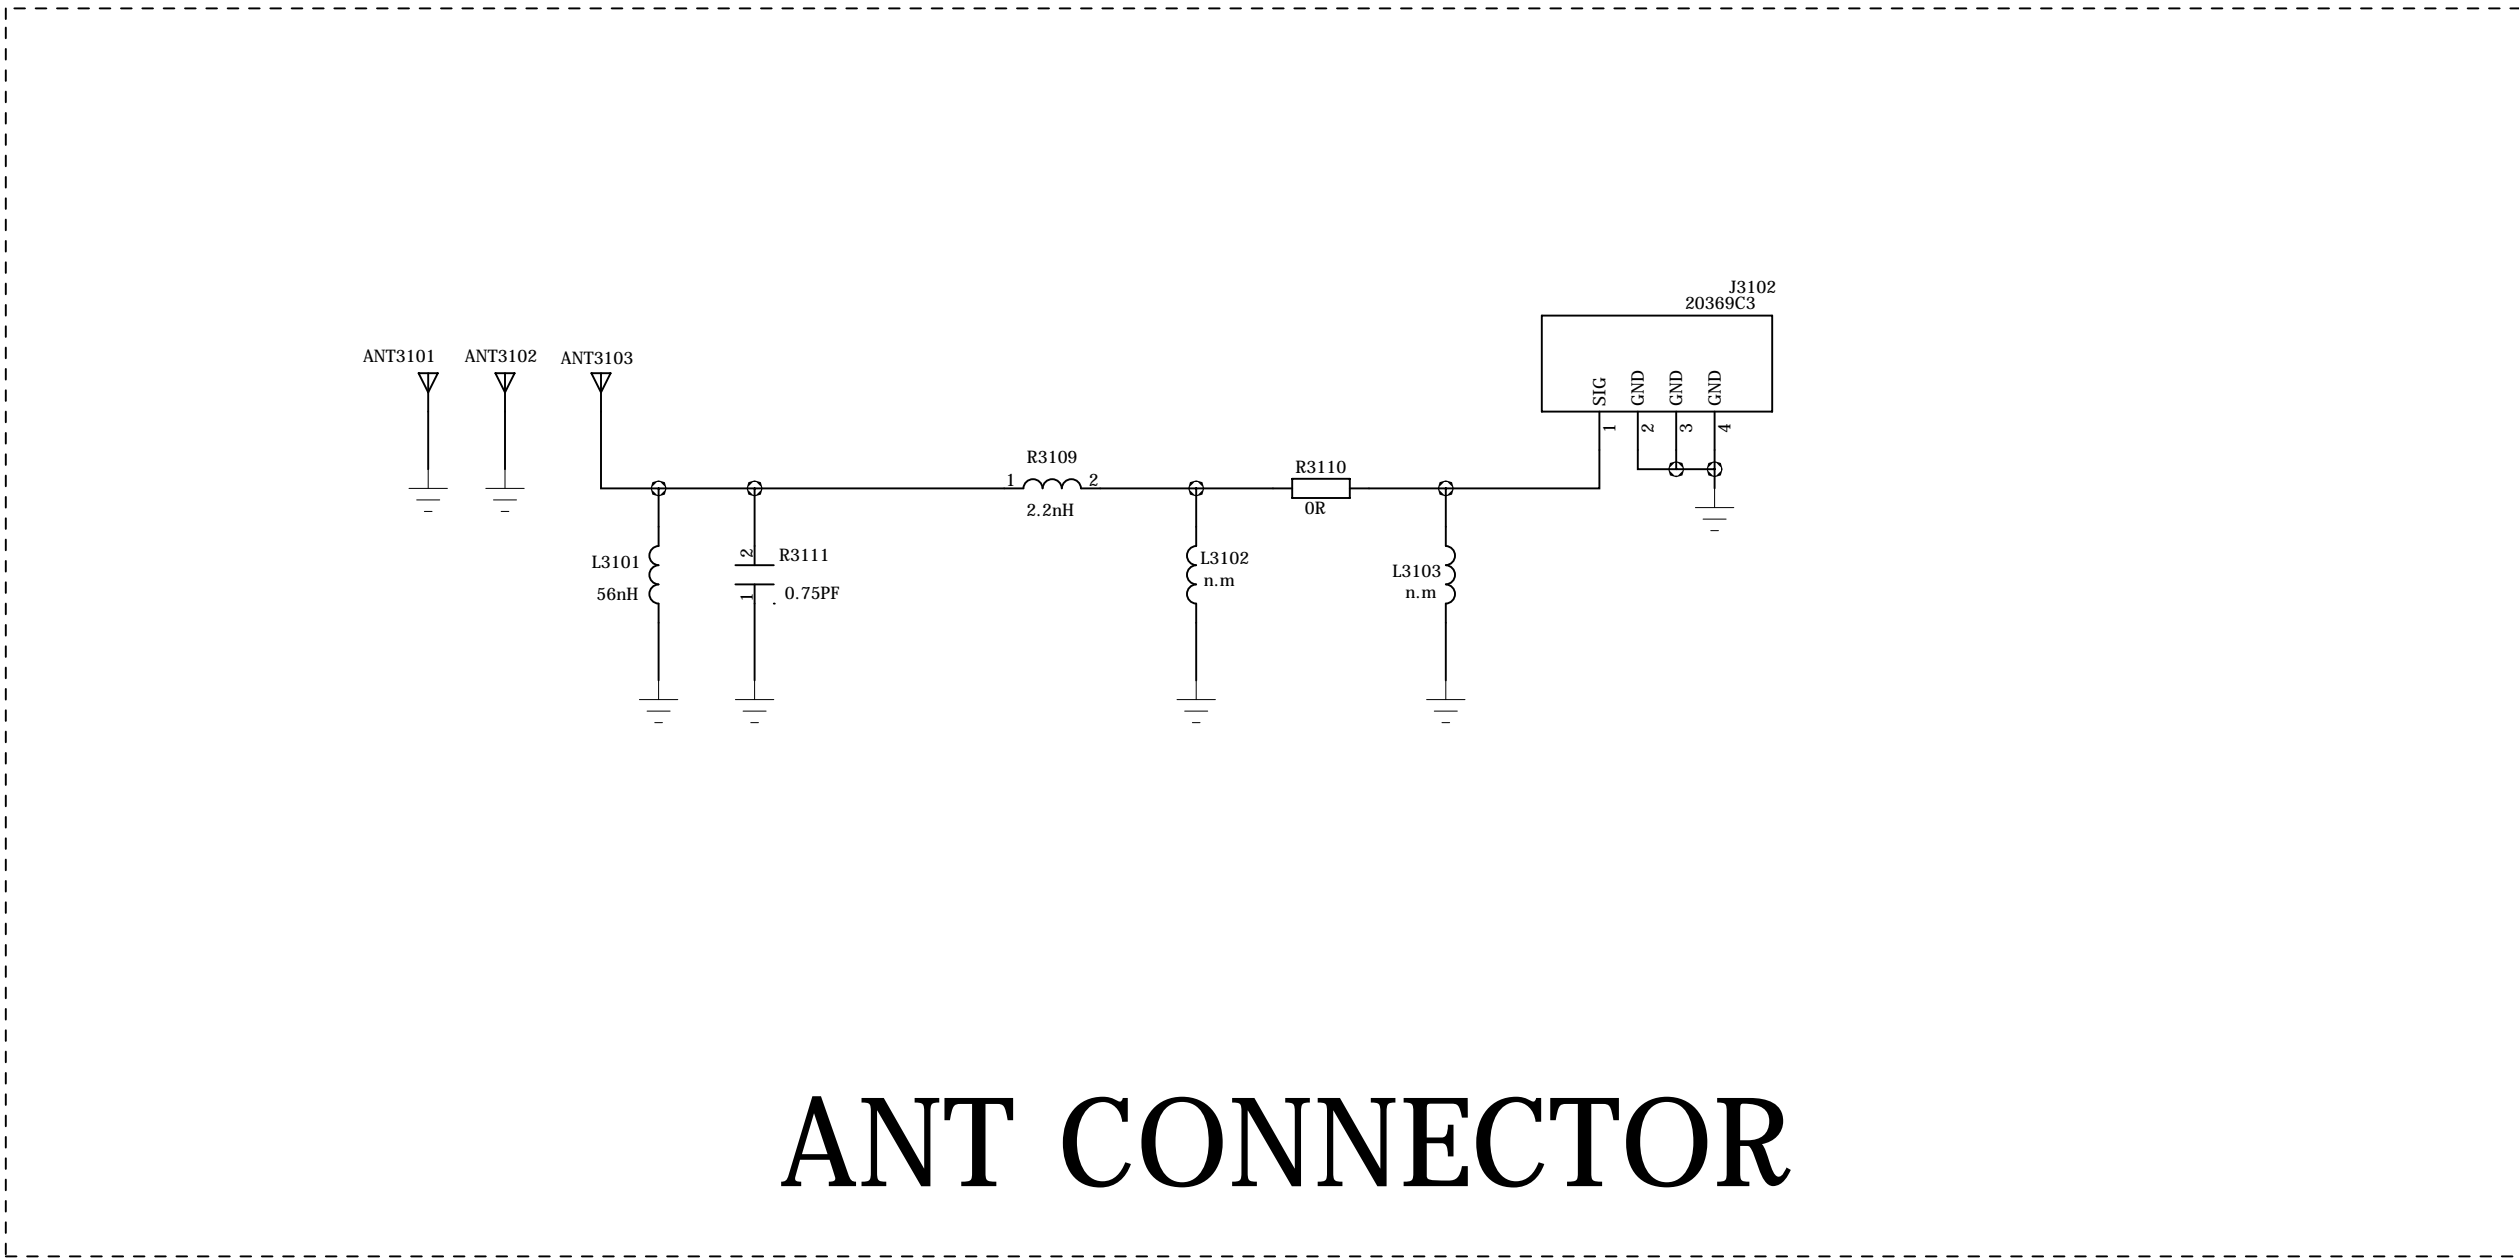 J3102
20369C3
ANT3101 ANT3102 ANT3103
SIG GND GND GND
1 2 3 4
R3109
1 2
2.2nH
R3110
0R
L3101
56nH
2 R3111
1 . 0.75PF
L3102
n.m
L3103
n.m
ANT CONNECTOR